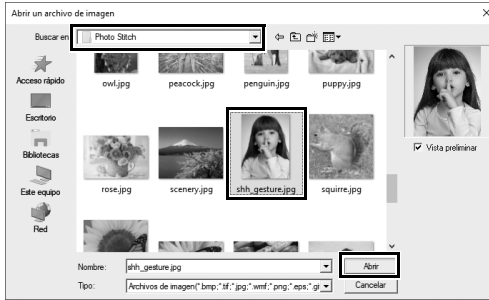 Abrir un archivo de imagen
Buscar en
Photo Stitch
Acceso rápido
Escritorio
Bibliotecas
Este equipo
Red
owl.jpg peacock.jpg penguin.jpg puppy.jpg
rose.jpg scenery.jpg shh_gesture.jpg squirre.jpg
Vista preliminar
Nombre: shh_gesture.jpg Abrir
Tipo: Archivos de imagen(*.bmp;*.tif;*.jpg;*.wmf;*.png;*.eps;*.gi Cancelar